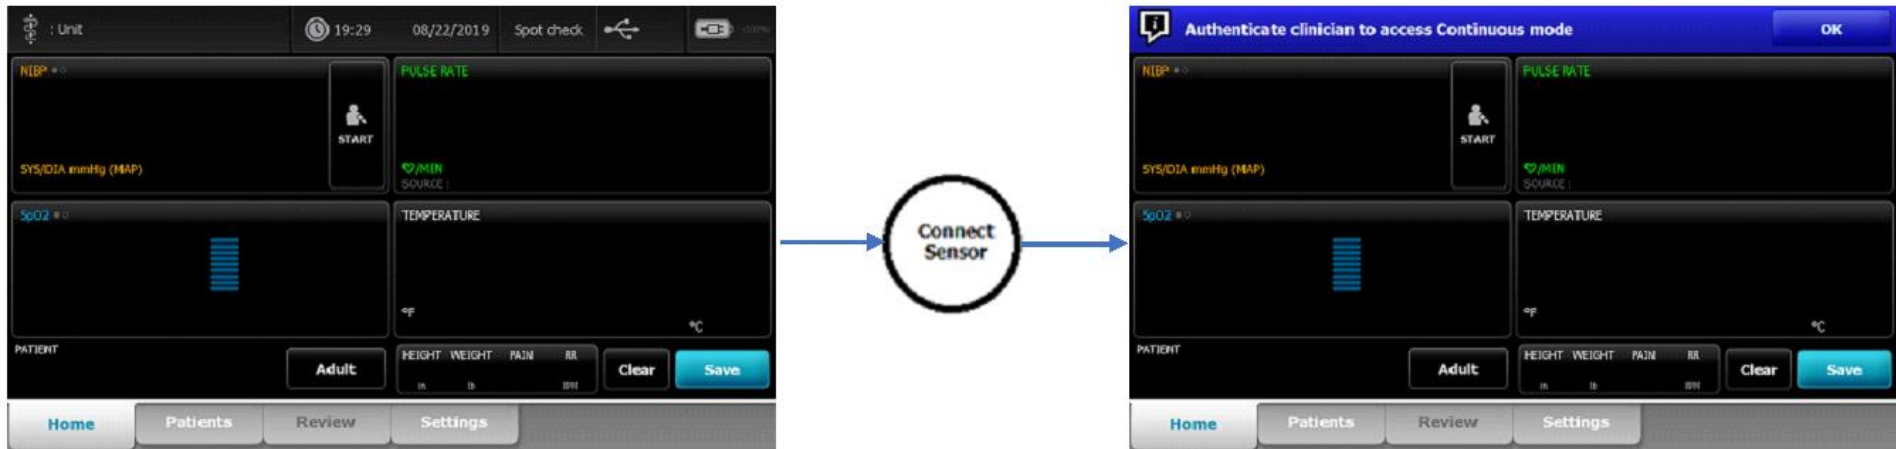 : Unit
19:29
08/22/2019
Spot check
(100%)
NIBP
START
SYS/DIA mmHg (MAP)
PULSE RATE
/MIN
SOURCE :
SpO2
TEMPERATURE
°F
°C
PATIENT
Adult
HEIGHT WEIGHT PAIN RR
in lb BPM
Clear
Save
Home
Patients
Review
Settings
Connect
Sensor
Authenticate clinician to access Continuous mode
OK
NIBP
START
SYS/DIA mmHg (MAP)
PULSE RATE
/MIN
SOURCE :
SpO2
TEMPERATURE
°F
°C
PATIENT
Adult
HEIGHT WEIGHT PAIN RR
in lb BPM
Clear
Save
Home
Patients
Review
Settings